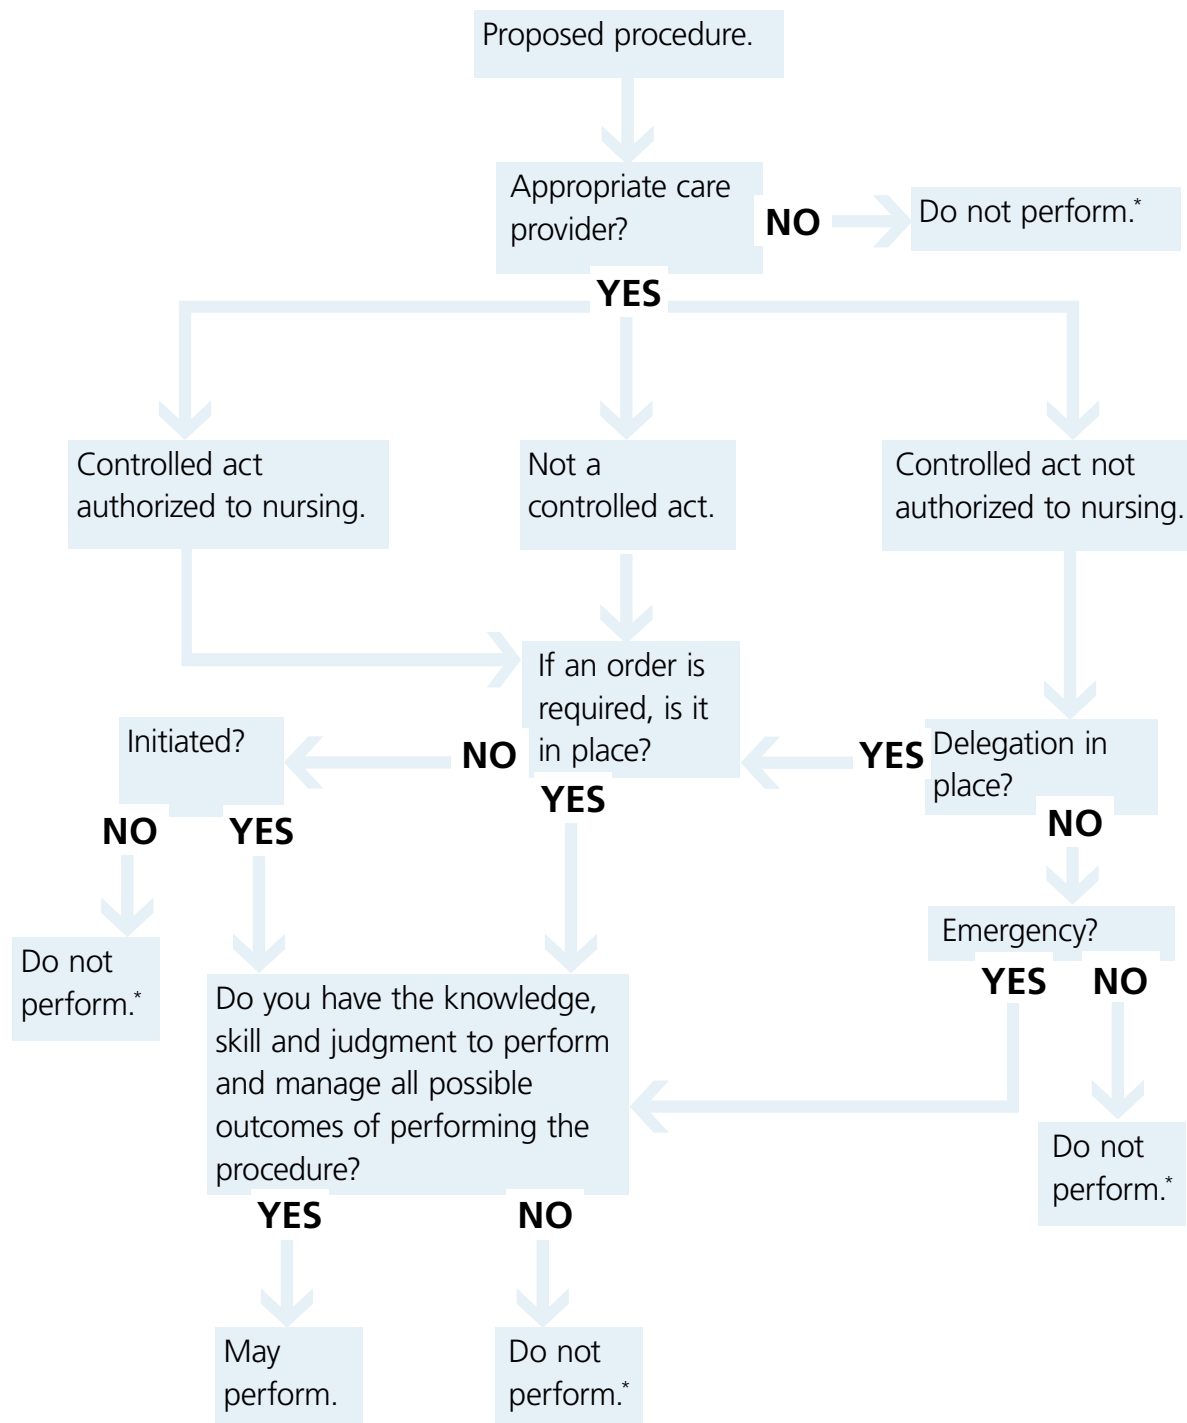 Proposed procedure.
Appropriate care
provider?
NO
Do not perform.*
YES
Controlled act
authorized to nursing.
Not a
controlled act.
Controlled act not
authorized to nursing.
If an order is
required, is it
in place?
Initiated?
NO
YES
Delegation in
place?
YES
NO
NO
YES
Emergency?
YES
NO
Do not
perform.*
Do you have the knowledge,
skill and judgment to perform
and manage all possible
outcomes of performing the
procedure?
Do not
perform.*
YES
NO
May
perform.
Do not
perform.*